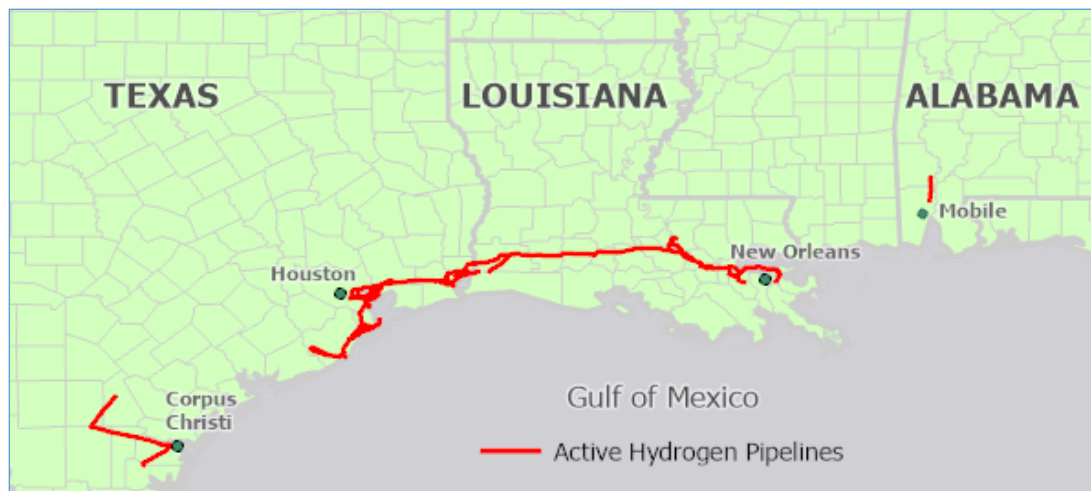 TEXAS
LOUISIANA
ALABAMA
Mobile
New Orleans
Houston
Corpus
Christi
Gulf of Mexico
Active Hydrogen Pipelines